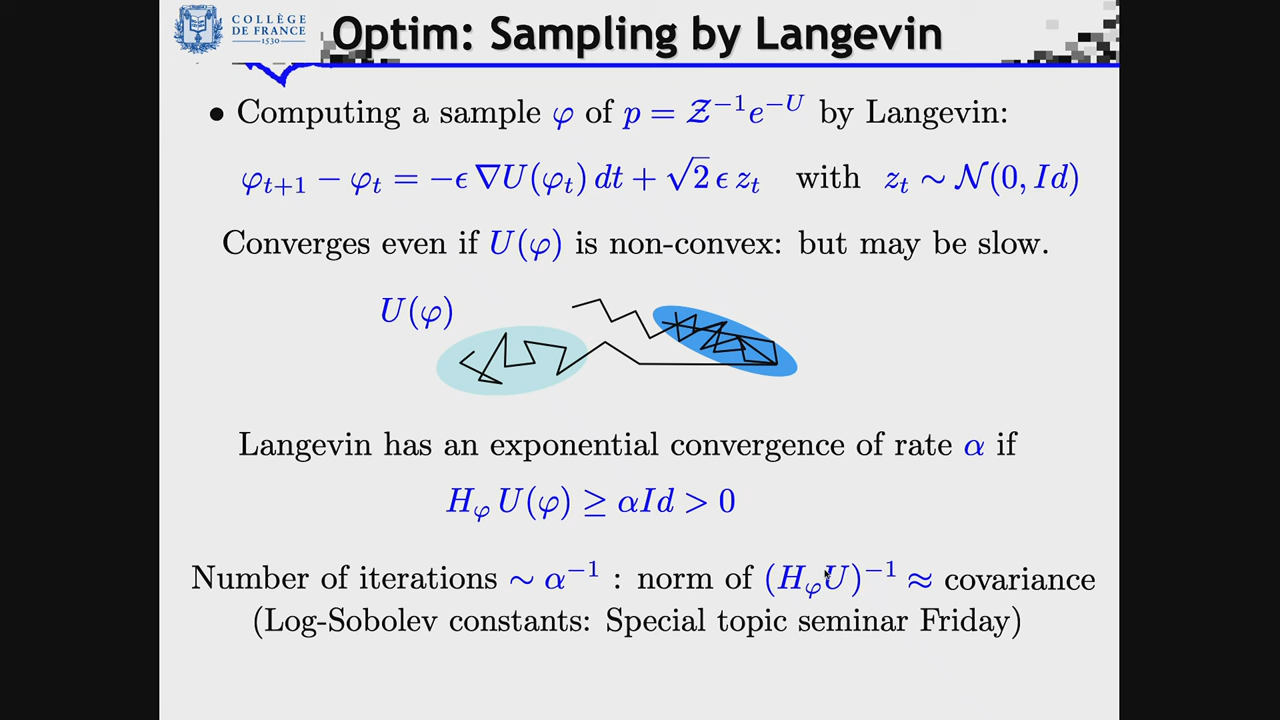 COLLÈGE
DE FRANCE
1530
Optim: Sampling by Langevin
• Computing a sample φ of p = Z⁻¹e⁻ᵁ by Langevin:
φₜ₊₁ − φₜ = −ϵ ∇U(φₜ) dt + √2 ϵ zₜ with zₜ ∼ N(0, Id)
Converges even if U(φ) is non-convex: but may be slow.
U(φ)
Langevin has an exponential convergence of rate α if
H_φ U(φ) ≥ αId > 0
Number of iterations ∼ α⁻¹ : norm of (H_φU)⁻¹ ≈ covariance
(Log-Sobolev constants: Special topic seminar Friday)